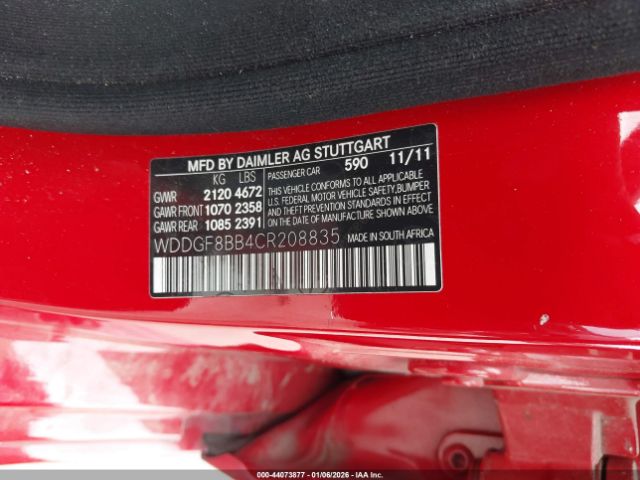 MFD BY DAIMLER AG STUTTGART
KG LBS PASSENGER CAR 590 11/11
GVWR 2120 4672
GAWR FRONT 1070 2358
GAWR REAR 1085 2391
THIS VEHICLE CONFORMS TO ALL APPLICABLE
U.S. FEDERAL MOTOR VEHICLE SAFETY, BUMPER
AND THEFT PREVENTION STANDARDS IN EFFECT
ON THE DATE OF MANUFACTURE SHOWN ABOVE
WDDGF8BB4CR208835
MADE IN SOUTH AFRICA
000-44073877 | 01/06/2026 - IAA Inc.